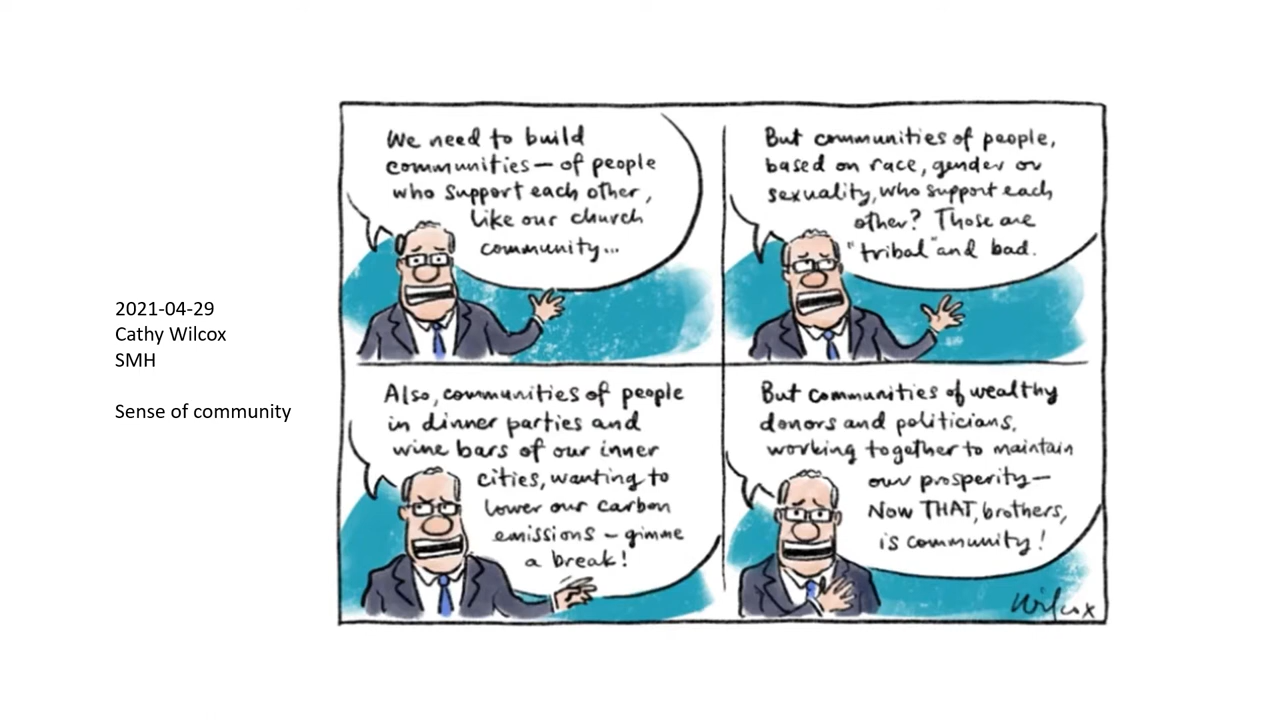 2021-04-29
Cathy Wilcox
SMH
Sense of community
We need to build
communities — of people
who support each other,
like our church
community...
But communities of people,
based on race, gender or
sexuality, who support each
other? Those are
"tribal" and bad.
Also, communities of people
in dinner parties and
wine bars of our inner
cities, wanting to
lower our carbon
emissions – gimme
a break!
But communities of wealthy
donors and politicians,
working together to maintain
our prosperity —
Now THAT, brothers,
is community!
Wilcox